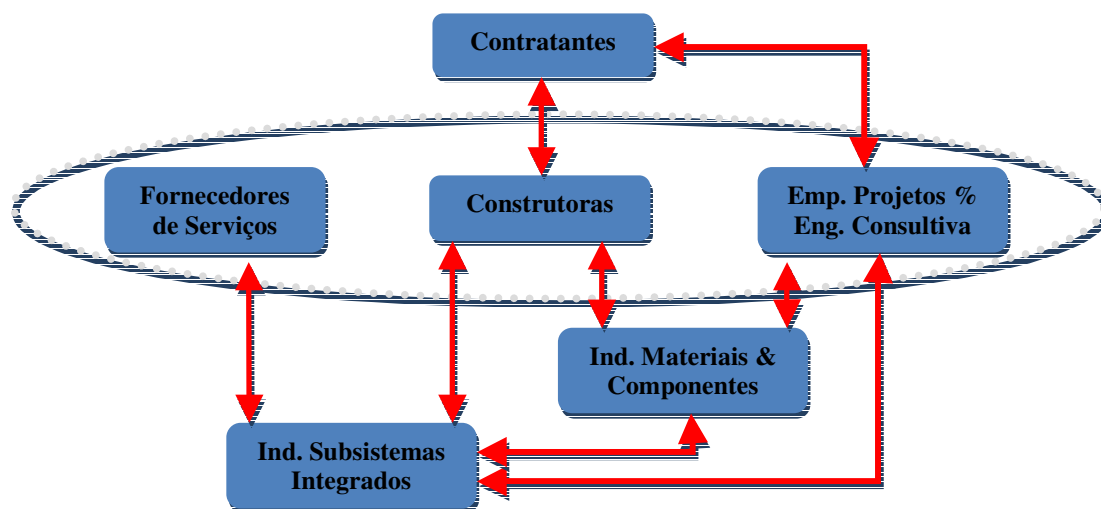 Contratantes
Fornecedores
de Serviços
Construtoras
Emp. Projetos %
Eng. Consultiva
Ind. Materiais &
Componentes
Ind. Subsistemas
Integrados